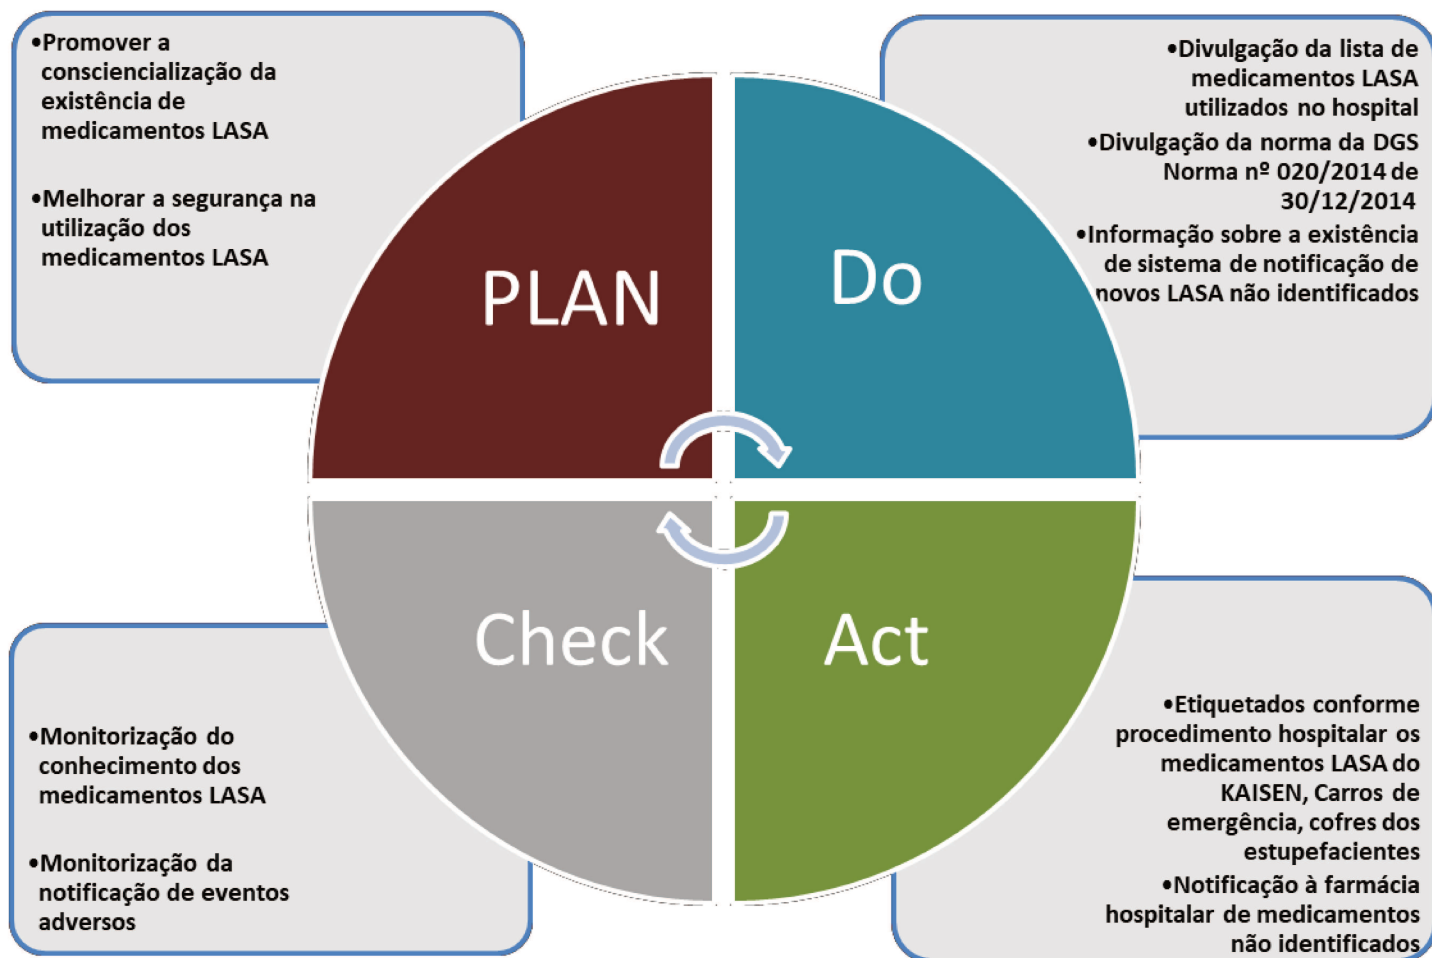 •Promover a
consciencialização da
existência de
medicamentos LASA
•Melhorar a segurança na
utilização dos
medicamentos LASA
PLAN
Do
•Divulgação da lista de
medicamentos LASA
utilizados no hospital
•Divulgação da norma da DGS
Norma nº 020/2014 de
30/12/2014
•Informação sobre a existência
de sistema de notificação de
novos LASA não identificados
Check
•Monitorização do
conhecimento dos
medicamentos LASA
•Monitorização da
notificação de eventos
adversos
Act
•Etiquetados conforme
procedimento hospitalar os
medicamentos LASA do
KAISEN, Carros de
emergência, cofres dos
estupefacientes
•Notificação à farmácia
hospitalar de medicamentos
não identificados